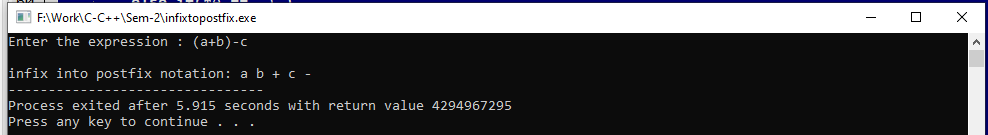 F:\Work\C-C++\Sem-2\infixtopostfix.exe
Enter the expression : (a+b)-c
infix into postfix notation: a b + c -
--------------------------------
Process exited after 5.915 seconds with return value 4294967295
Press any key to continue . . .